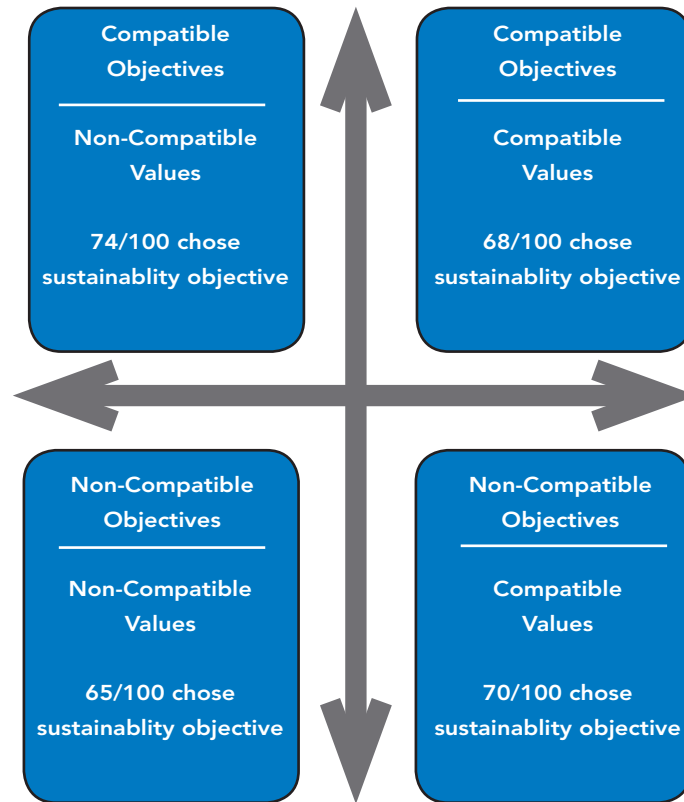 Compatible
Objectives
Non-Compatible
Values
74/100 chose
sustainablity objective
Compatible
Objectives
Compatible
Values
68/100 chose
sustainablity objective
Non-Compatible
Objectives
Non-Compatible
Values
65/100 chose
sustainablity objective
Non-Compatible
Objectives
Compatible
Values
70/100 chose
sustainablity objective